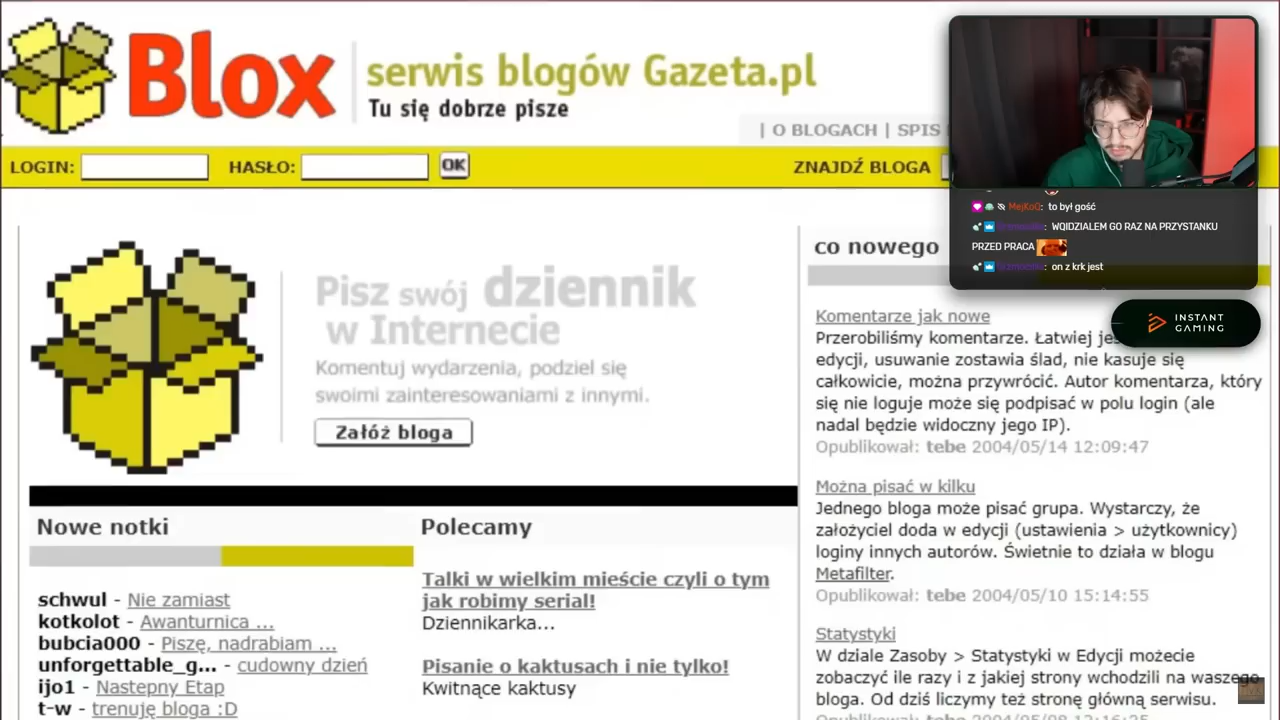 Blox
serwis blogów Gazeta.pl
Tu się dobrze pisze
| O BLOGACH | SPIS
LOGIN:
HASŁO:
OK
ZNAJDŹ BLOGA
MejKoO: to był gość
WQIDZIALEM GO RAZ NA PRZYSTANKU
PRZED PRACA
on z krk jest
INSTANT
GAMING
Pisz swój dziennik
w Internecie
Komentuj wydarzenia, podziel się
swoimi zainteresowaniami z innymi.
Załóż bloga
Nowe notki
schwul - Nie zamiast
kotkolot - Awanturnica ...
bubcia000 - Piszę, nadrabiam ...
unforgettable_g... - cudowny dzień
ijo1 - Nastepny Etap
t-w - trenuję bloga :D
Polecamy
Talki w wielkim mieście czyli o tym
jak robimy serial!
Dziennikarka...
Pisanie o kaktusach i nie tylko!
Kwitnące kaktusy
co nowego
Komentarze jak nowe
Przerobiliśmy komentarze. Łatwiej
edycji, usuwanie zostawia ślad, nie kasuje się
całkowicie, można przywrócić. Autor komentarza, który
się nie loguje może się podpisać w polu login (ale
nadal będzie widoczny jego IP).
Opublikował: tebe 2004/05/14 12:09:47
Można pisać w kilku
Jednego bloga może pisać grupa. Wystarczy, że
założyciel doda w edycji (ustawienia > użytkownicy)
loginy innych autorów. Świetnie to działa w blogu
Metafilter.
Opublikował: tebe 2004/05/10 15:14:55
Statystyki
W dziale Zasoby > Statystyki w Edycji możecie
zobaczyć ile razy i z jakiej strony wchodzili na waszego
bloga. Od dziś liczymy też stronę główną serwisu.